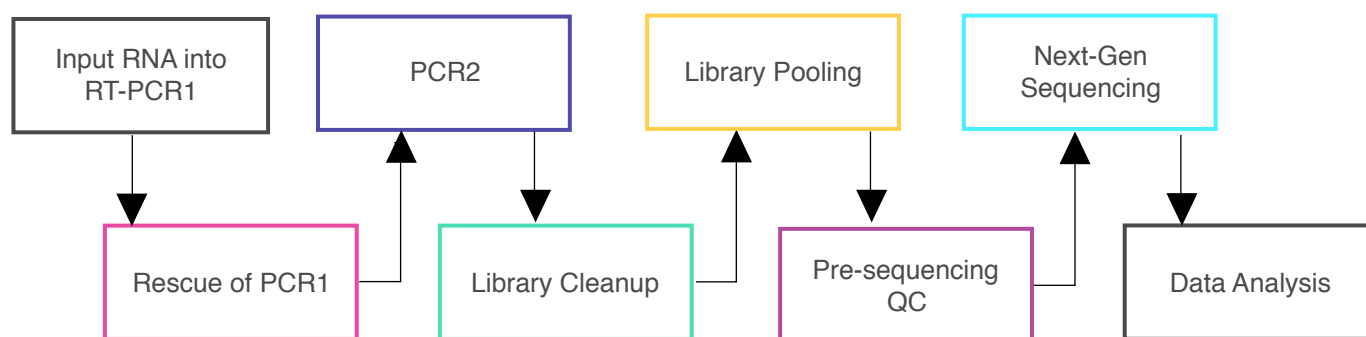 Input RNA into
RT-PCR1
Rescue of PCR1
PCR2
Library Cleanup
Library Pooling
Pre-sequencing
QC
Next-Gen
Sequencing
Data Analysis